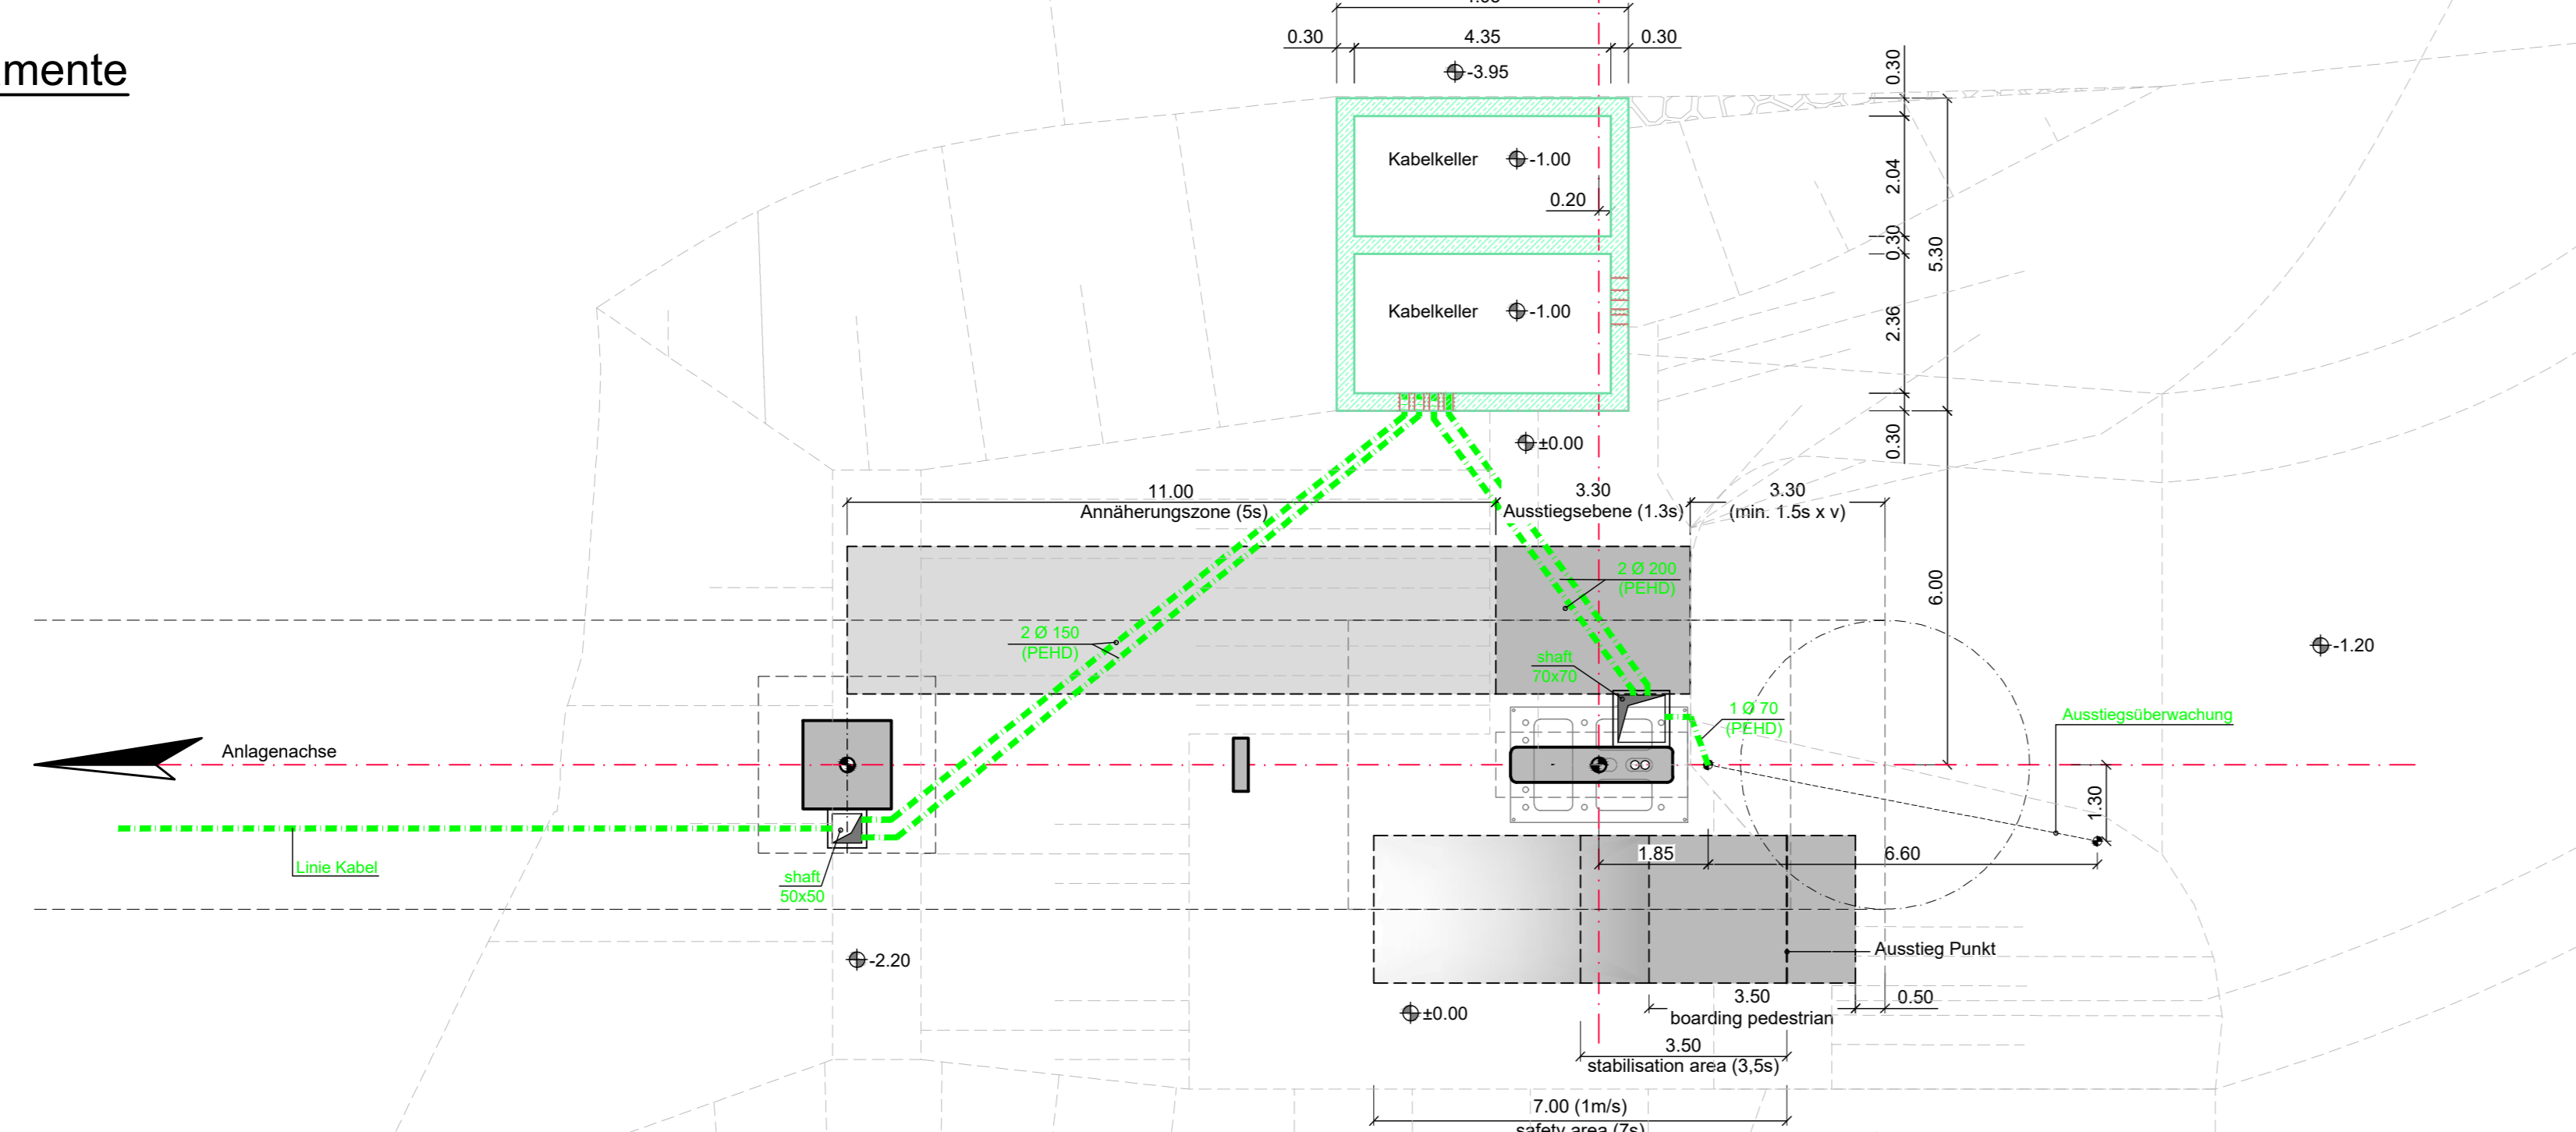 mente
0.30
4.35
0.30
-3.95
0.30
Kabelkeller
-1.00
2.04
0.20
0.30
5.30
Kabelkeller
-1.00
2.36
±0.00
0.30
11.00
Annäherungszone (5s)
3.30
Ausstiegsebene (1.3s)
3.30
(min. 1.5s x v)
2 Ø 200
(PEHD)
6.00
2 Ø 150
(PEHD)
-1.20
shaft
70x70
1 Ø 70
(PEHD)
Ausstiegsüberwachung
Anlagenachse
1.30
1.85
6.60
Linie Kabel
shaft
50x50
Ausstieg Punkt
-2.20
3.50
boarding pedestrian
0.50
±0.00
3.50
stabilisation area (3,5s)
7.00 (1m/s)
safety area (7s)